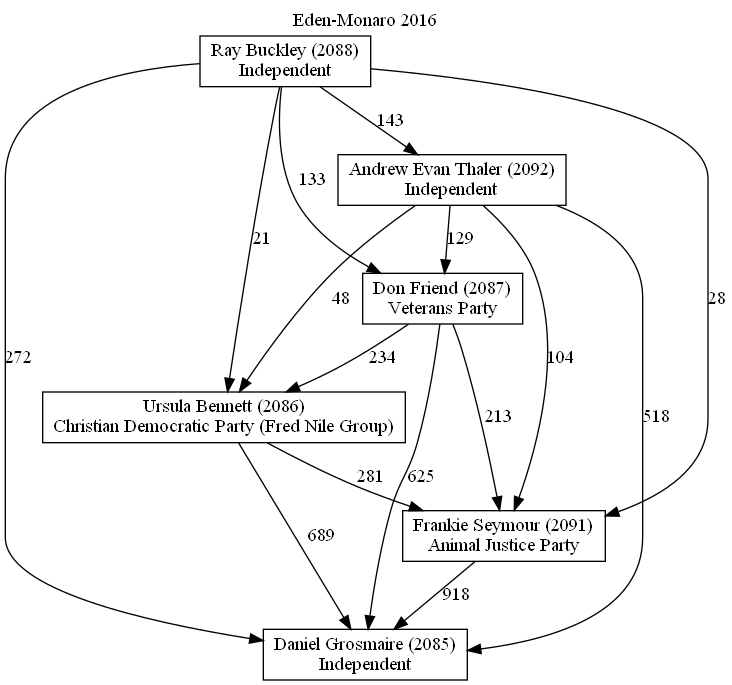 Eden-Monaro 2016
Ray Buckley (2088)
Independent
143
Andrew Evan Thaler (2092)
Independent
133
21
129
Don Friend (2087)
Veterans Party
48
28
272
234
104
Ursula Bennett (2086)
Christian Democratic Party (Fred Nile Group)
213
518
281
625
Frankie Seymour (2091)
Animal Justice Party
689
918
Daniel Grosmaire (2085)
Independent